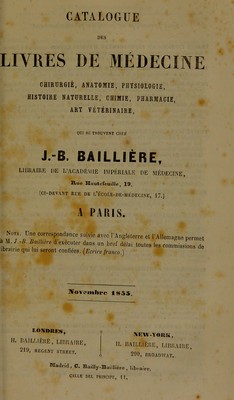 CATALOGUE
DES
LIVRES DE MÉDECINE
CHIRURGIE, ANATOMIE, PHYSIOLOGIE,
HISTOIRE NATURELLE, CHIMIE, PHARMACIE,
ART VÉTÉRINAIRE,
QUI SE TROUVENT CHEZ
J.-B. BAILLIÈRE,
LIBRAIRE DE L'ACADÉMIE IMPÉRIALE DE MÉDECINE,
Rue Hautefeuille, 19,
(CI-DEVANT RUE DE L'ÉCOLE-DE-MÉDECINE, 17.)
A PARIS.
NOTA. Une correspondance suivie avec l'Angleterre et l'Allemagne permet
à M. J.-B. Baillière d'exécuter dans un bref délai toutes les commissions de
librairie qui lui seront confiées. (Ecrire franco.)
Novembre 1855.
LONDRES,
H. BAILLIÈRE, LIBRAIRE,
219, REGENT STREET.
NEW-YORK,
H. BAILLIÈRE, LIBRAIRE,
290, BROADWAY.
Madrid, C. Bailly-Baillière, libraire,
CALLE DEL PRINCIPE, 11.